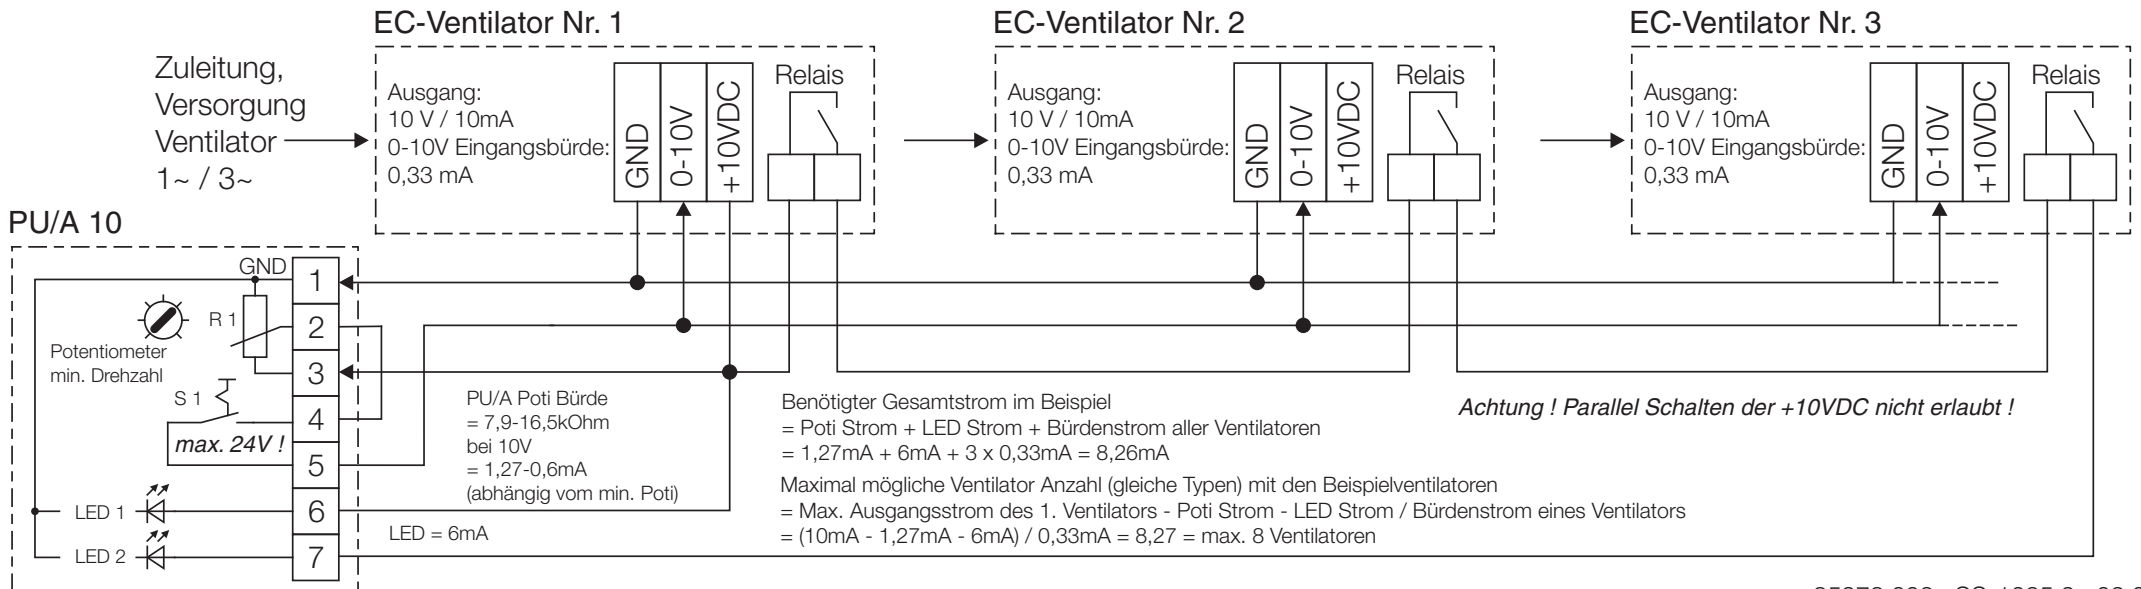 EC-Ventilator Nr. 1
EC-Ventilator Nr. 2
EC-Ventilator Nr. 3
Zuleitung,
Versorgung
Ventilator
1~ / 3~
Ausgang:
10 V / 10mA
0-10V Eingangsbürde:
0,33 mA
GND
0-10V
+10VDC
Relais
Ausgang:
10 V / 10mA
0-10V Eingangsbürde:
0,33 mA
GND
0-10V
+10VDC
Relais
Ausgang:
10 V / 10mA
0-10V Eingangsbürde:
0,33 mA
GND
0-10V
+10VDC
Relais
PU/A 10
GND
1
2
3
4
5
6
7
R 1
Potentiometer
min. Drehzahl
S 1
max. 24V !
LED 1
LED 2
PU/A Poti Bürde
= 7,9-16,5kOhm
bei 10V
= 1,27-0,6mA
(abhängig vom min. Poti)
LED = 6mA
Benötigter Gesamtstrom im Beispiel
= Poti Strom + LED Strom + Bürdenstrom aller Ventilatoren
= 1,27mA + 6mA + 3 x 0,33mA = 8,26mA
Maximal mögliche Ventilator Anzahl (gleiche Typen) mit den Beispielventilatoren
= Max. Ausgangsstrom des 1. Ventilators - Poti Strom - LED Strom / Bürdenstrom eines Ventilators
= (10mA - 1,27mA - 6mA) / 0,33mA = 8,27 = max. 8 Ventilatoren
Achtung ! Parallel Schalten der +10VDC nicht erlaubt !